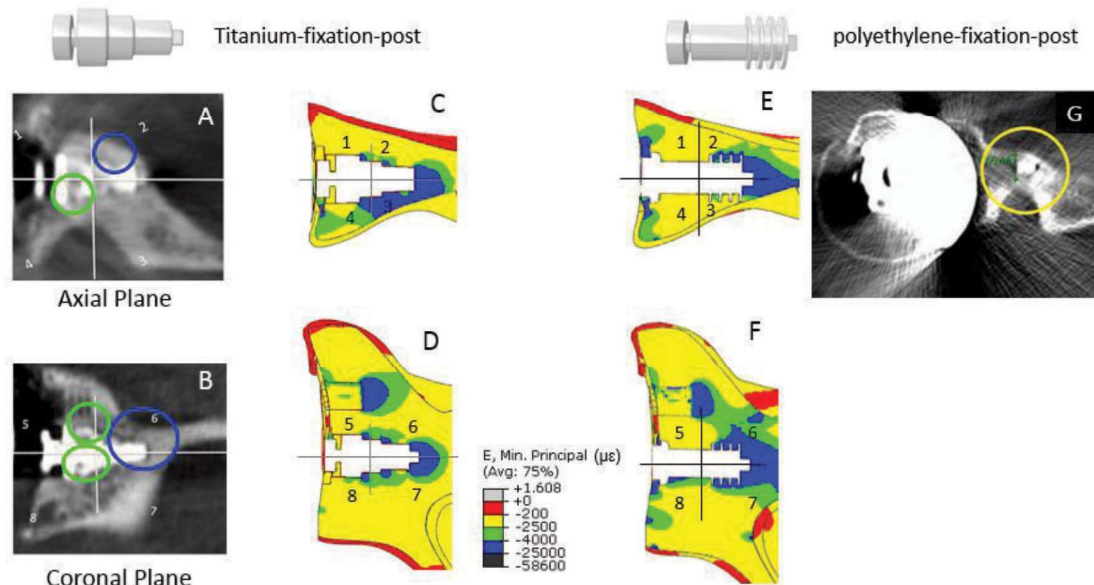 Titanium-fixation-post
polyethylene-fixation-post
A
1
2
3
4
Axial Plane
C
1
2
3
4
E
1
2
3
4
G
B
5
6
7
8
Coronal Plane
D
5
6
7
8
E, Min. Principal (µε)
(Avg: 75%)
+1.608
+0
-200
-2500
-4000
-25000
-58600
F
5
6
7
8